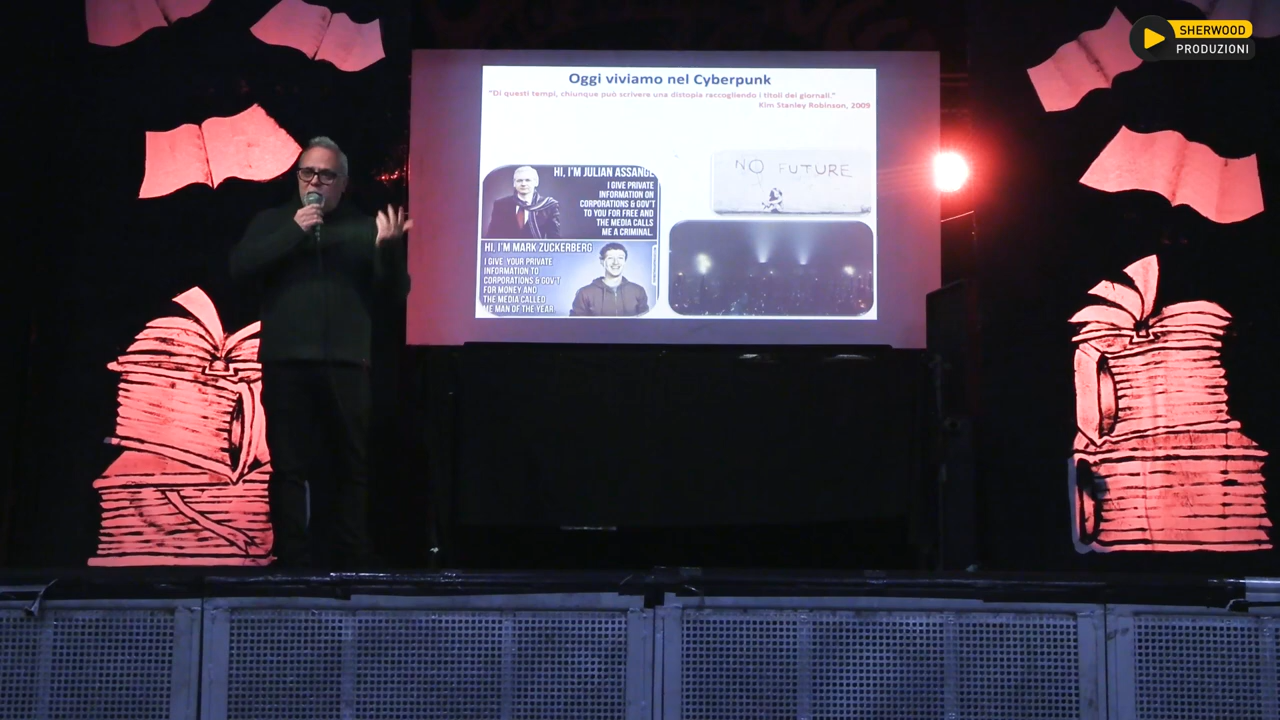 SHERWOOD
PRODUZIONI
Oggi viviamo nel Cyberpunk
"Di questi tempi, chiunque può scrivere una distopia raccogliendo i titoli dei giornali."
Kim Stanley Robinson, 2009
HI, I'M JULIAN ASSANGE
I GIVE PRIVATE
INFORMATION ON
CORPORATIONS & GOV'T
TO YOU FOR FREE AND
THE MEDIA CALLS
ME A CRIMINAL.
NO FUTURE
HI, I'M MARK ZUCKERBERG
I GIVE YOUR PRIVATE
INFORMATION TO
CORPORATIONS & GOV'T
FOR MONEY AND
THE MEDIA CALLED
ME MAN OF THE YEAR